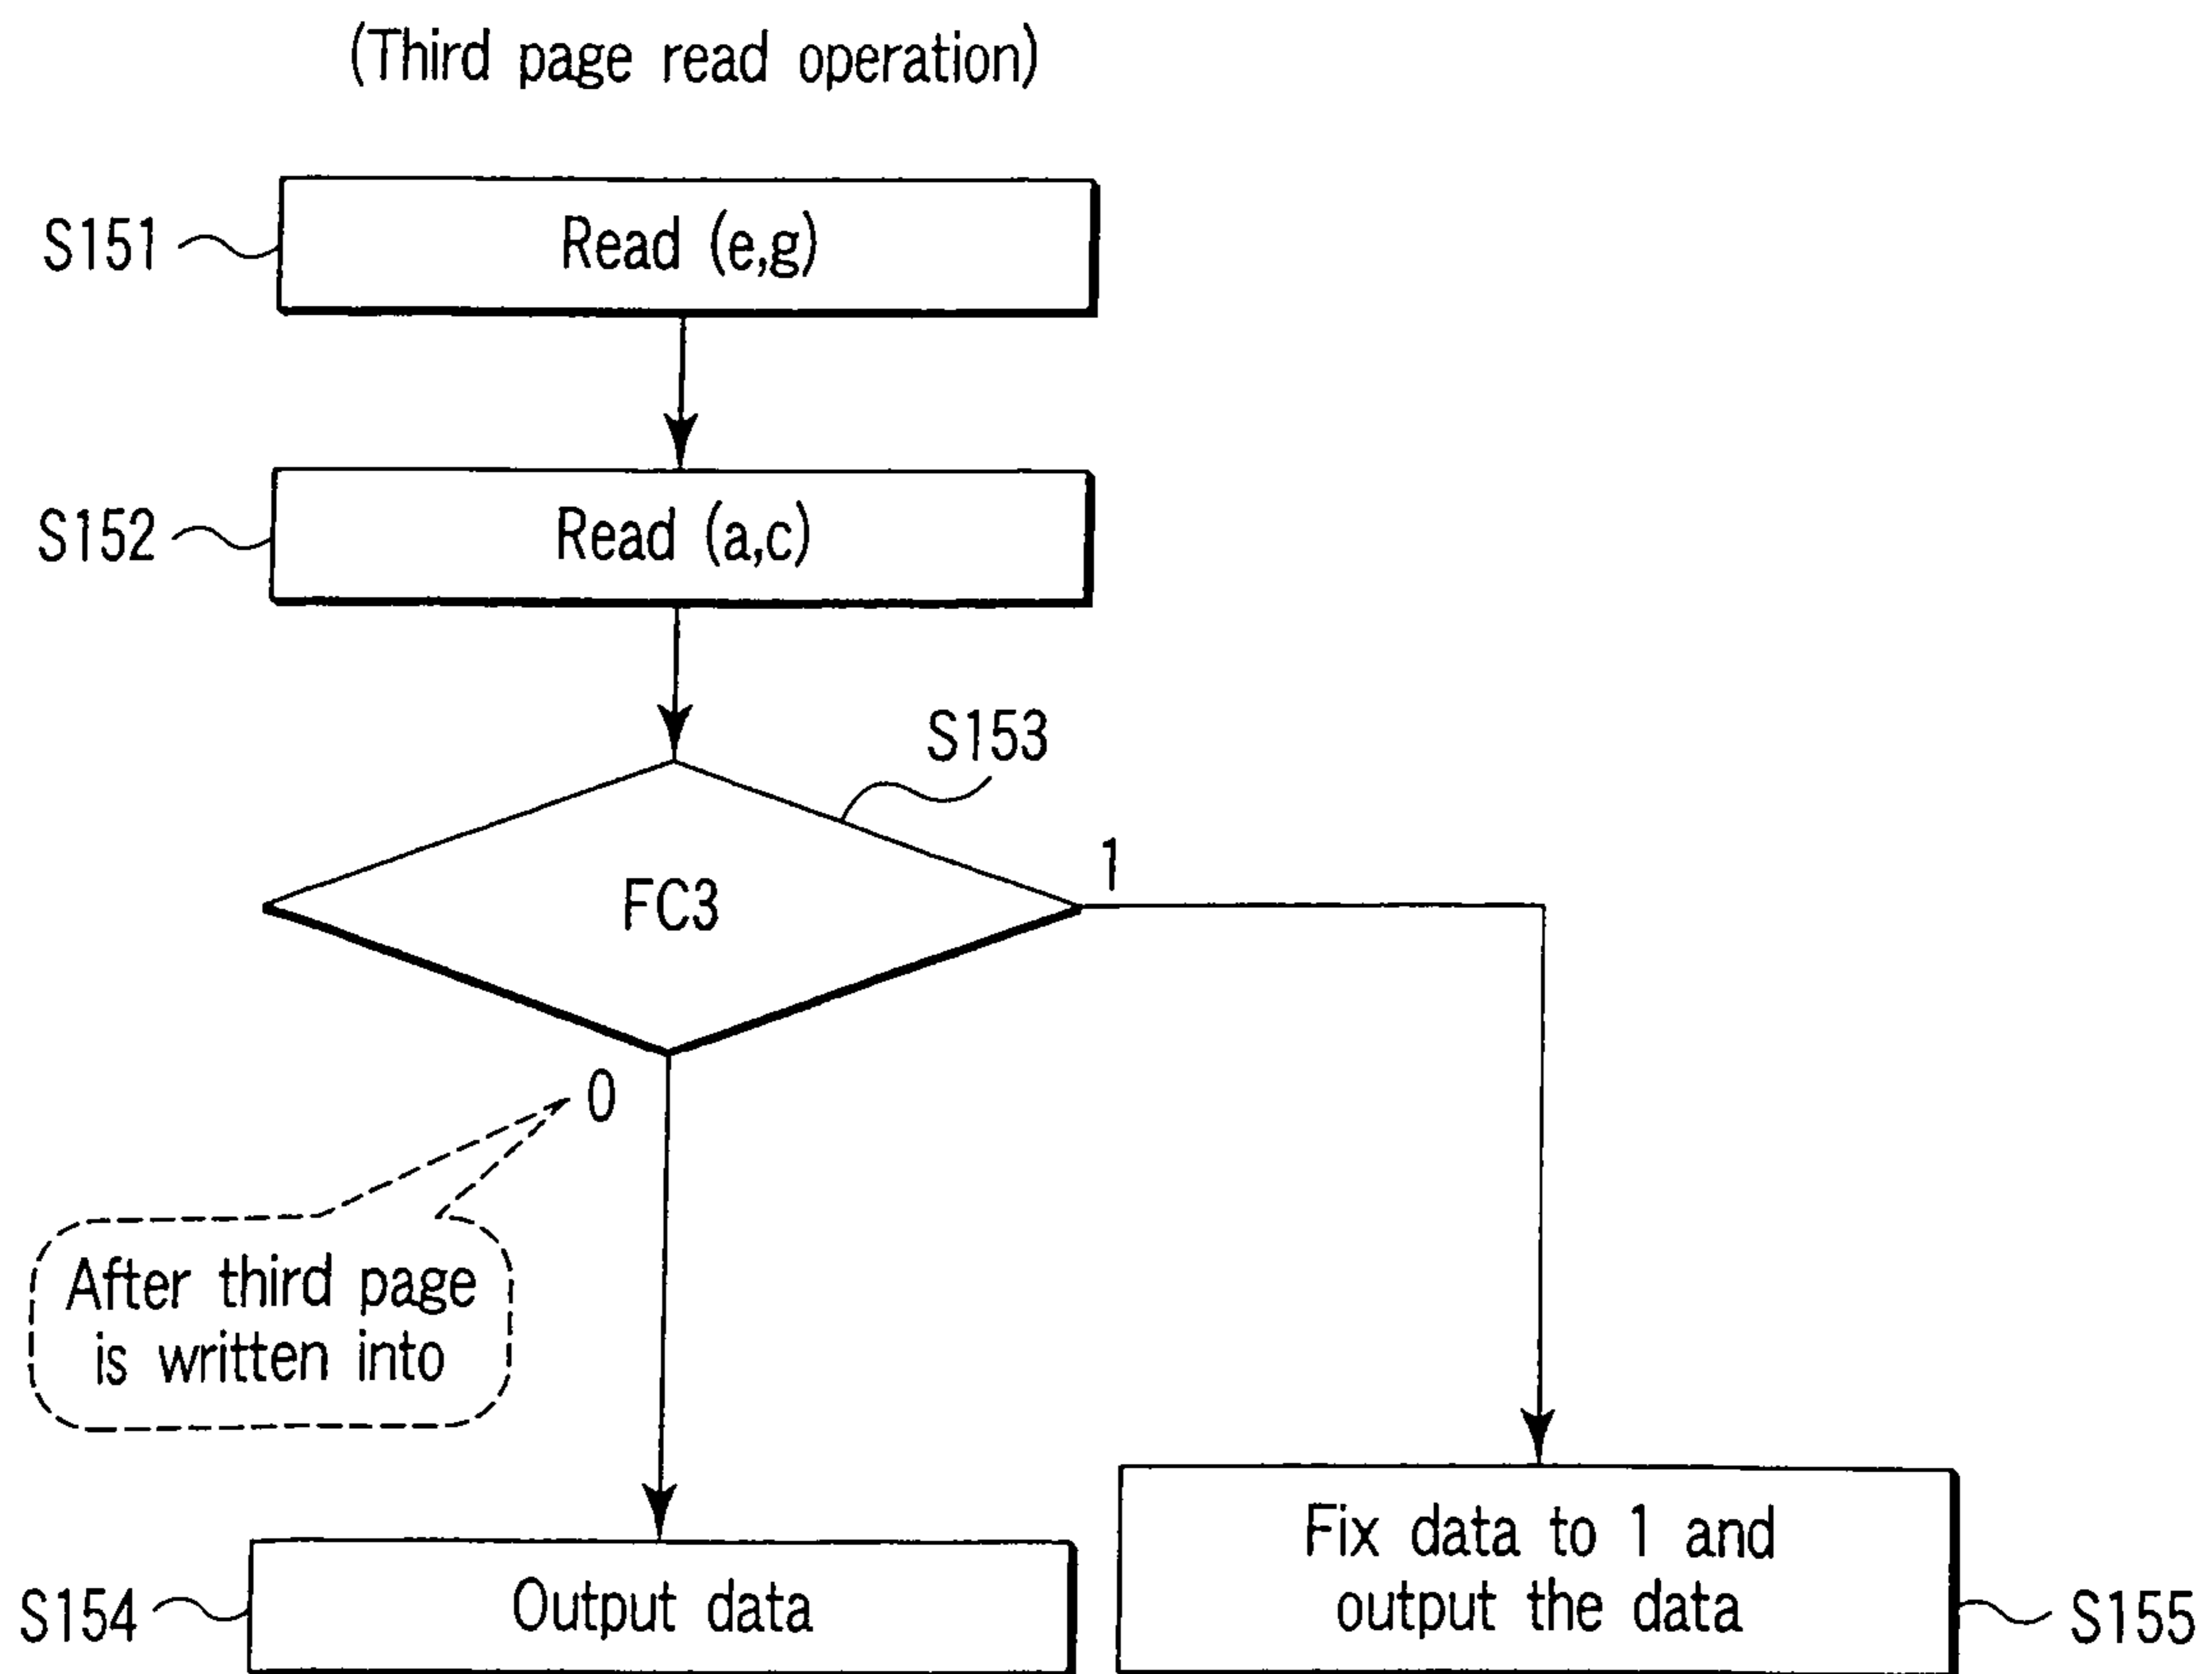 (Third page read operation)
S151
Read (e,g)
S152
Read (a,c)
S153
FC3
1
0
After third page
is written into
S154
Output data
Fix data to 1 and
output the data
S155